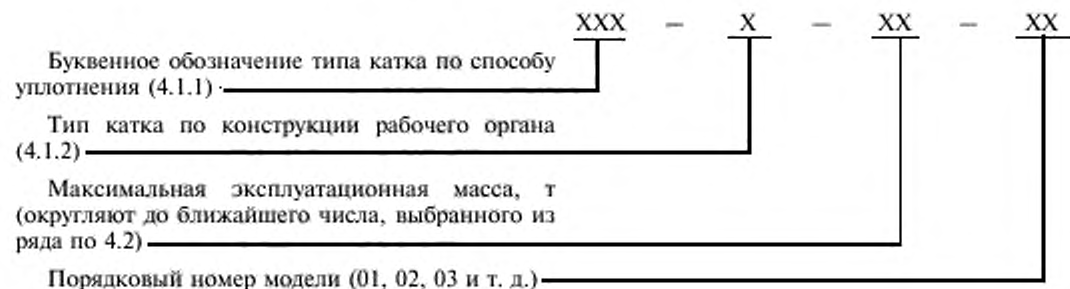 XXX – X – XX – XX
Буквенное обозначение типа катка по способу
уплотнения (4.1.1)
Тип катка по конструкции рабочего органа
(4.1.2)
Максимальная эксплуатационная масса, т
(округляют до ближайшего числа, выбранного из
ряда по 4.2)
Порядковый номер модели (01, 02, 03 и т. д.)